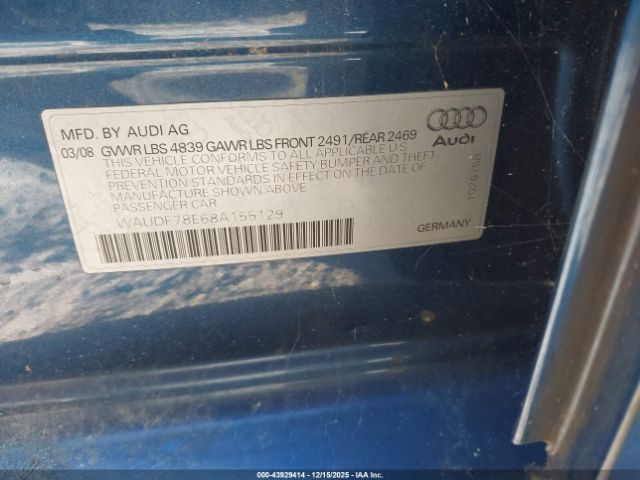 MFD. BY AUDI AG
03/08 GVWR LBS 4839 GAWR LBS FRONT 2491/REAR 2469
THIS VEHICLE CONFORMS TO ALL APPLICABLE U.S.
FEDERAL MOTOR VEHICLE SAFETY BUMPER AND THEFT
PREVENTION STANDARDS IN EFFECT ON THE DATE OF
MANUFACTURE SHOWN ABOVE
PASSENGER CAR
WAUDF78E68A155129
Audi
1026168
GERMANY
000-43929414 - 12/15/2025 - IAA Inc.